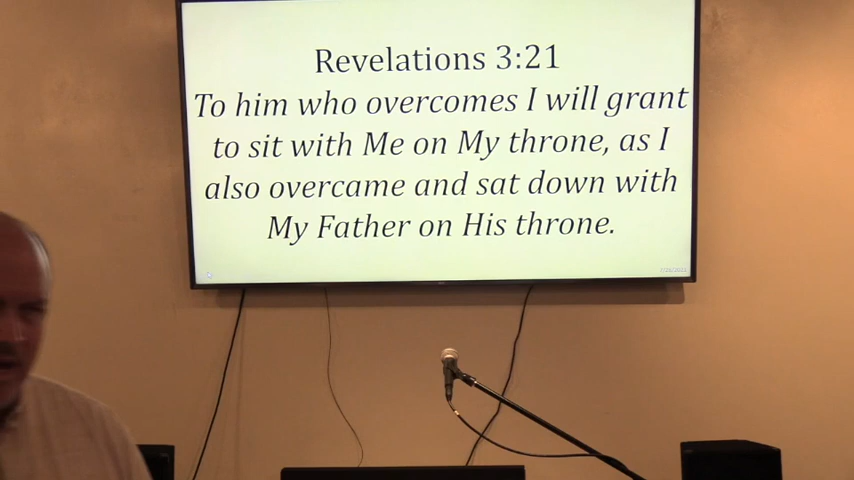 Revelations 3:21
To him who overcomes I will grant
to sit with Me on My throne, as I
also overcame and sat down with
My Father on His throne.